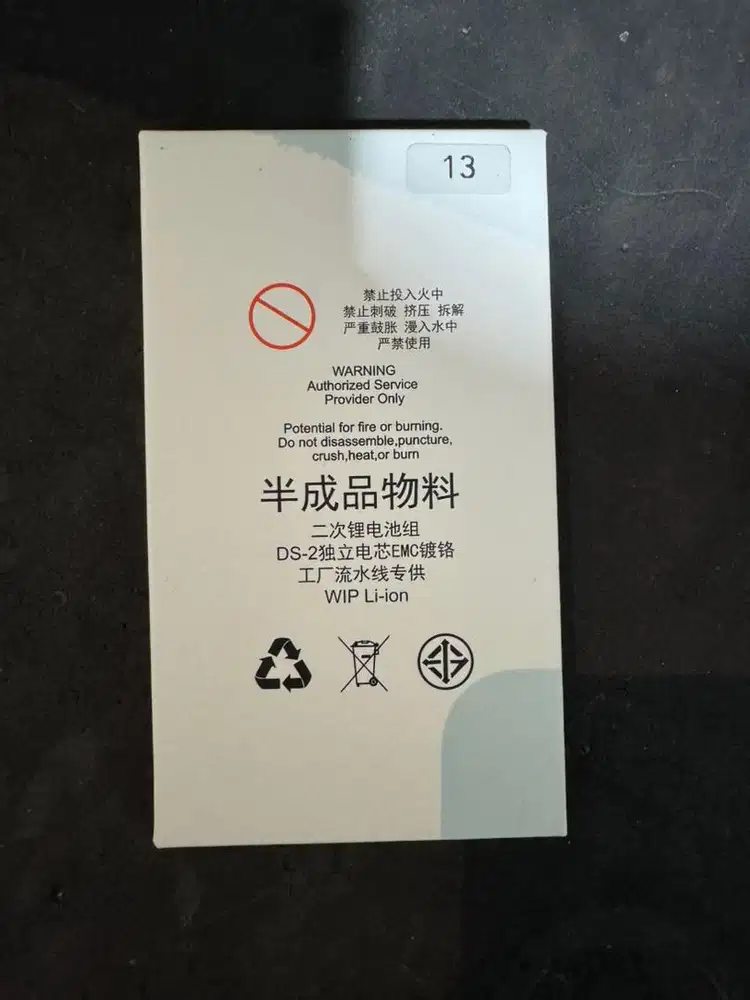 13
禁止投入火中
禁止刺破 挤压 拆解
严重鼓胀 漫入水中
严禁使用
WARNING
Authorized Service
Provider Only
Potential for fire or burning.
Do not disassemble,puncture,
crush,heat,or burn
半成品物料
二次锂电池组
DS-2独立电芯EMC镀铬
工厂流水线专供
WIP Li-ion